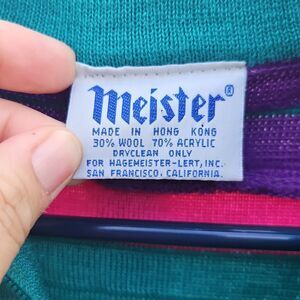 meister®
MADE IN HONG KONG
30% WOOL 70% ACRYLIC
DRYCLEAN ONLY
FOR HAGEMEISTER-LERT, INC.
SAN FRANCISCO, CALIFORNIA.